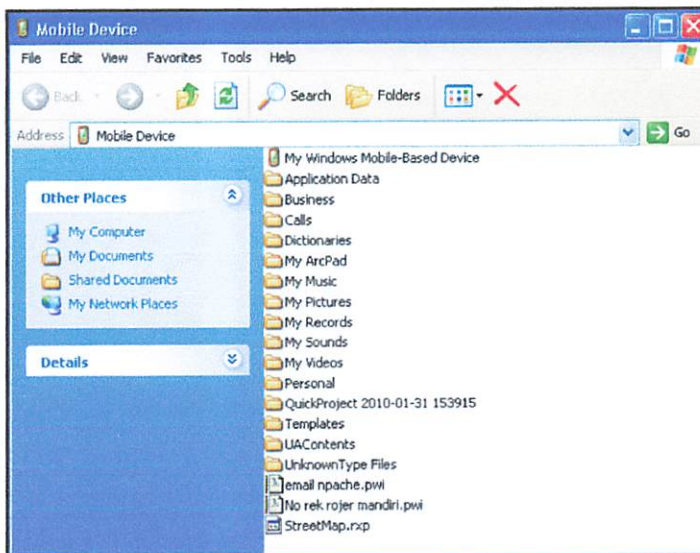 Mobile Device
File Edit View Favorites Tools Help
Back Search Folders
Address Mobile Device Go
Other Places
My Computer
My Documents
Shared Documents
My Network Places
Details
My Windows Mobile-Based Device
Application Data
Business
Calls
Dictionaries
My ArcPad
My Music
My Pictures
My Records
My Sounds
My Videos
Personal
QuickProject 2010-01-31 153915
Templates
UAContents
UnknownType Files
email npache.pwi
No rek rojer mandiri.pwi
StreetMap.rxp